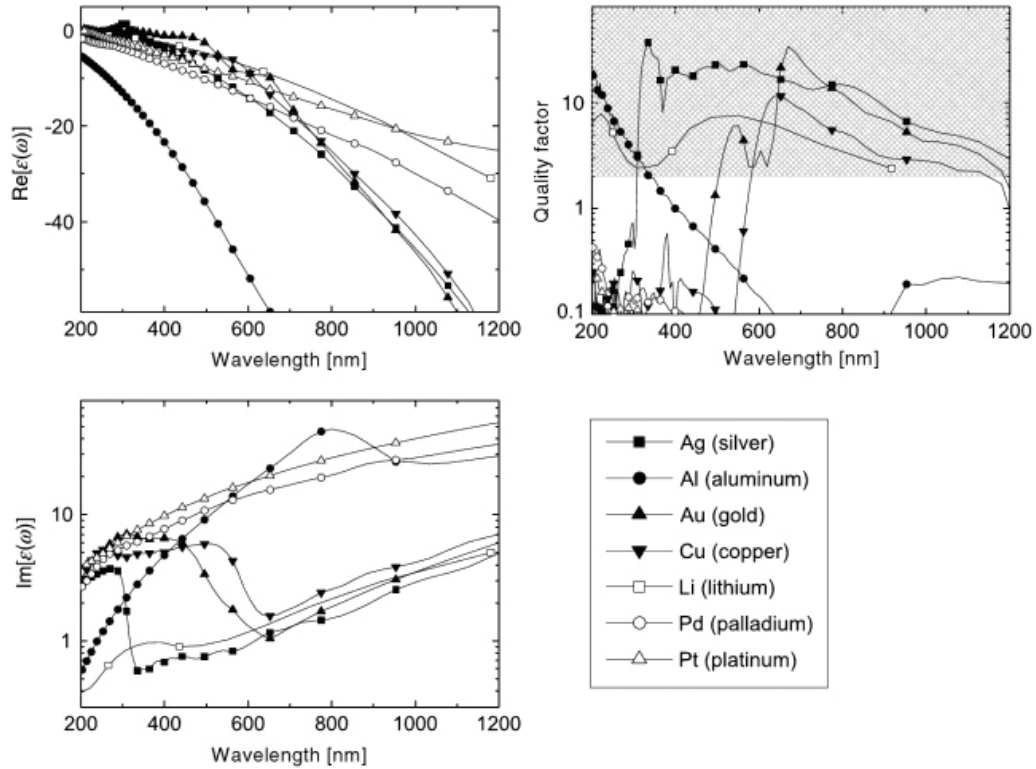 0
-20
-40
Re[ε(ω)]
200 400 600 800 1000 1200
Wavelength [nm]
10
1
0.1
Quality factor
200 400 600 800 1000 1200
Wavelength [nm]
10
1
Im[ε(ω)]
200 400 600 800 1000 1200
Wavelength [nm]
Ag (silver)
Al (aluminum)
Au (gold)
Cu (copper)
Li (lithium)
Pd (palladium)
Pt (platinum)